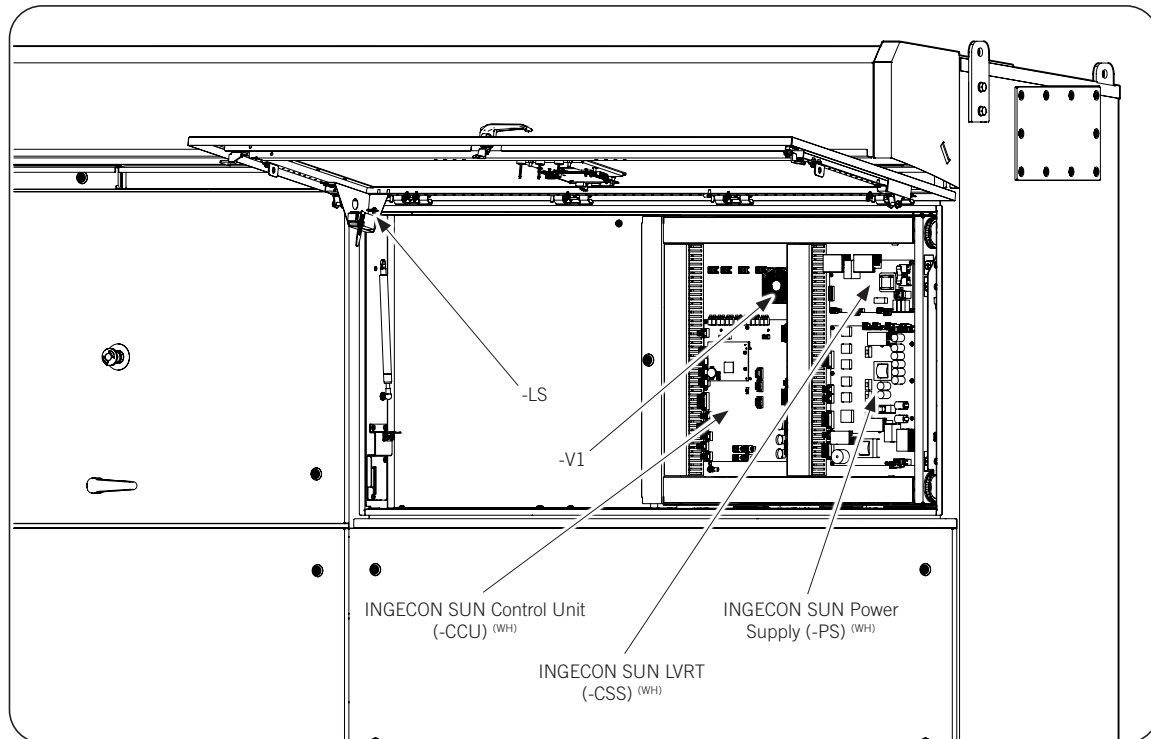 -LS
-V1
INGECON SUN Control Unit
(-CCU) (WH)
INGECON SUN Power
Supply (-PS) (WH)
INGECON SUN LVRT
(-CSS) (WH)